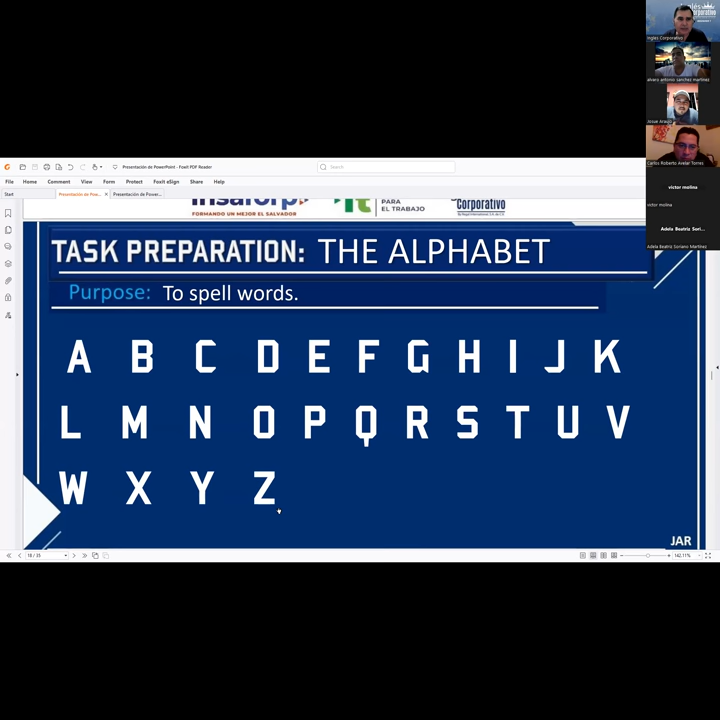 Inglés Corporativo
alvaro antonio sanchez martinez
Josue Araujo
Carlos Roberto Avelar Torres
victor molina
victor molina
Adela Beatriz Sori...
Adela Beatriz Soriano Martinez
Presentación de PowerPoint - Foxit PDF Reader
Search
File Home Comment View Form Protect Foxit eSign Share Help
Start Presentación de Pow... Presentación de Power...
insaforp
FORMANDO UN MEJOR EL SALVADOR
PARA
EL TRABAJO
Corporativo
TASK PREPARATION: THE ALPHABET
Purpose: To spell words.
A B C D E F G H I J K
L M N O P Q R S T U V
W X Y Z
JAR
18 / 35
142,11%